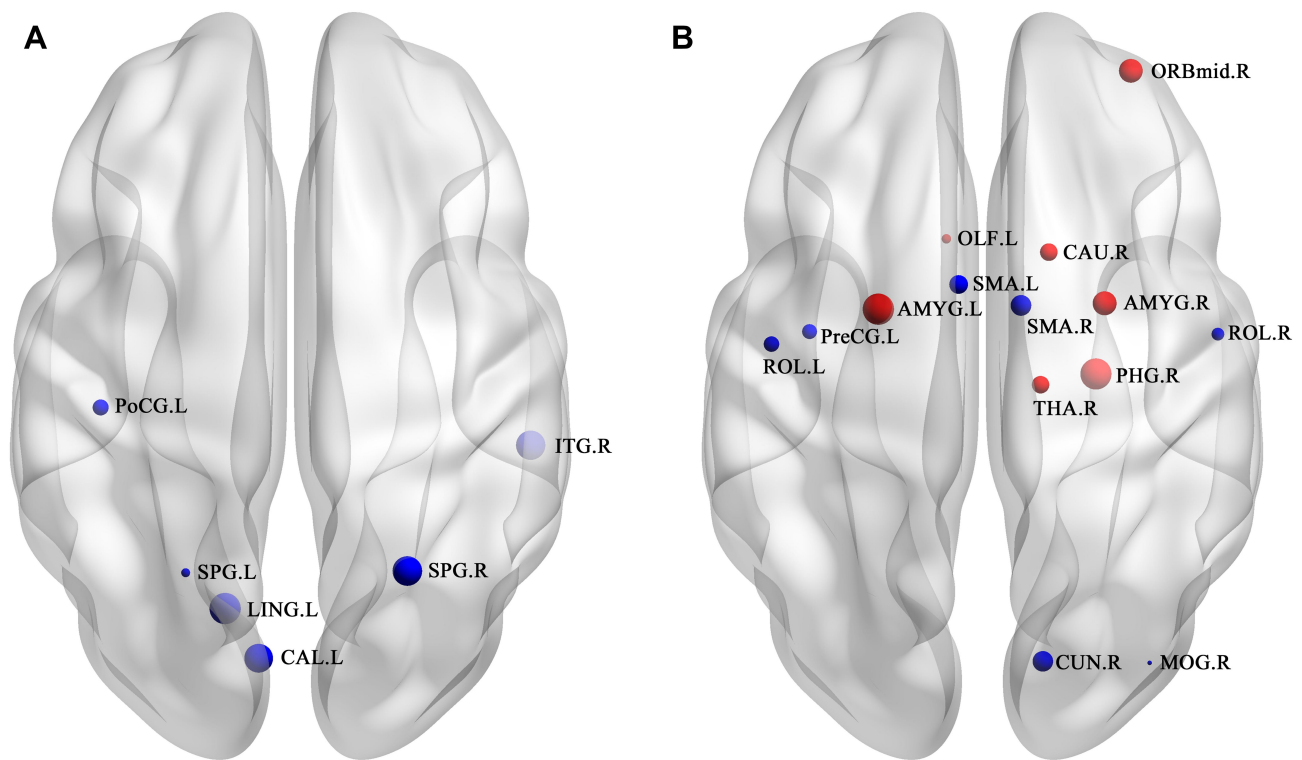 A
PoCG.L
ITG.R
SPG.L
SPG.R
LING.L
CAL.L
B
ORBmid.R
OLF.L
CAU.R
SMA.L
AMYG.L
AMYG.R
SMA.R
PreCG.L
ROL.R
ROL.L
PHG.R
THA.R
CUN.R
MOG.R